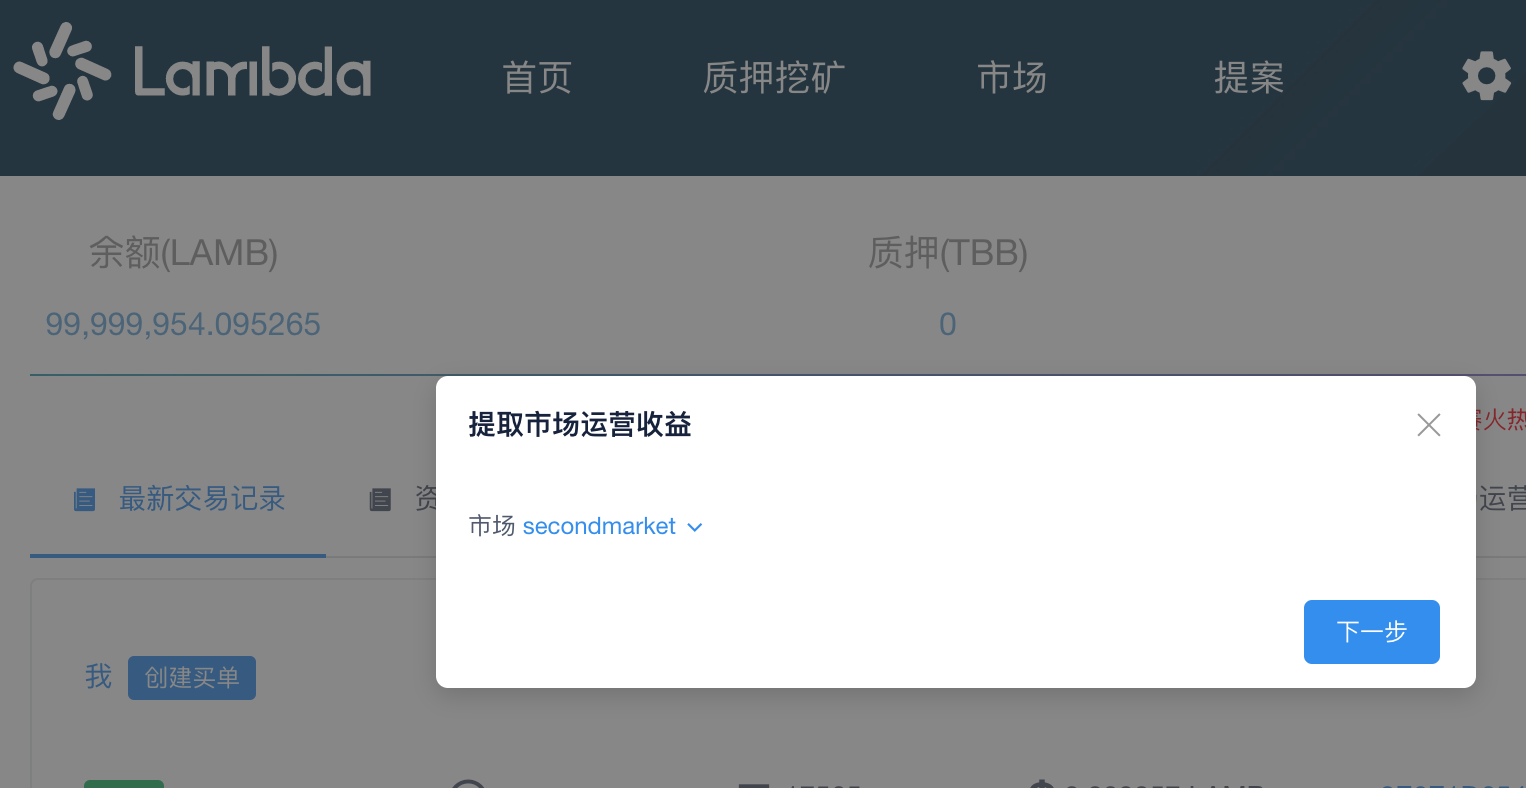 Lambda 首页 质押挖矿 市场 提案
余额(LAMB) 质押(TBB)
99,999,954.095265 0
提取市场运营收益
火热
最新交易记录 资 运营
市场 secondmarket
下一步
我 创建买单